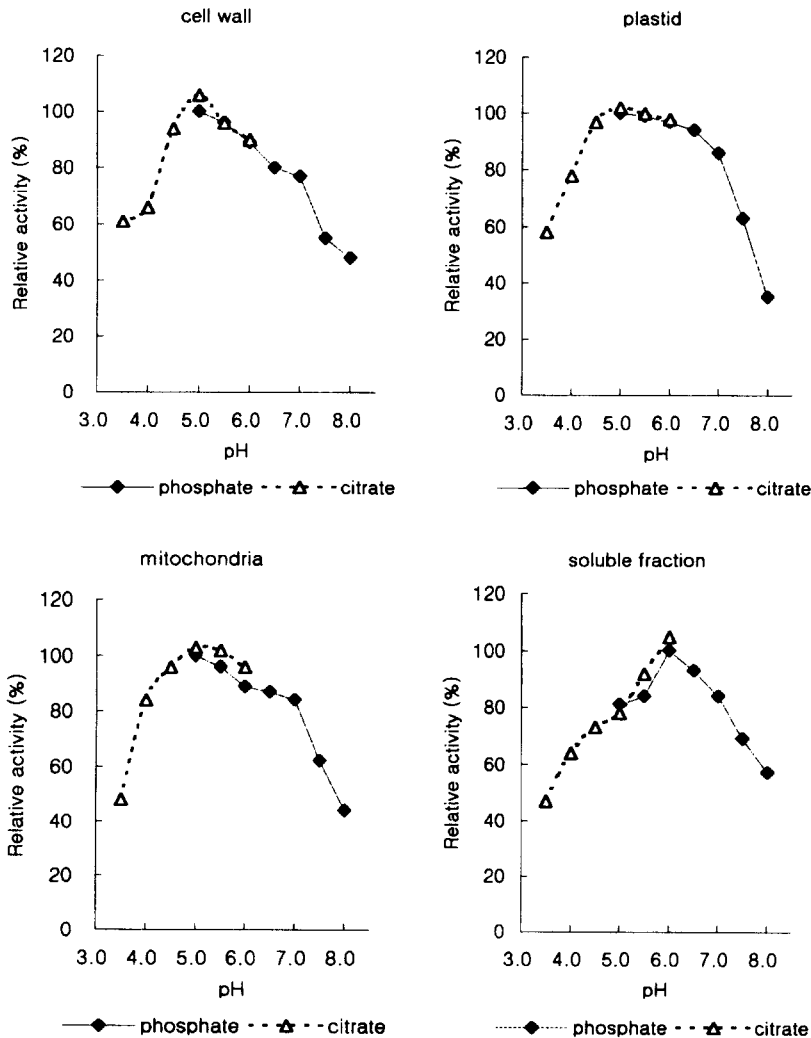 cell wall
Relative activity (%)
120
100
80
60
40
20
0
3.0 4.0 5.0 6.0 7.0 8.0
pH
phosphate citrate
plastid
Relative activity (%)
120
100
80
60
40
20
0
3.0 4.0 5.0 6.0 7.0 8.0
pH
phosphate citrate
mitochondria
Relative activity (%)
120
100
80
60
40
20
0
3.0 4.0 5.0 6.0 7.0 8.0
pH
phosphate citrate
soluble fraction
Relative activity (%)
120
100
80
60
40
20
0
3.0 4.0 5.0 6.0 7.0 8.0
pH
phosphate citrate